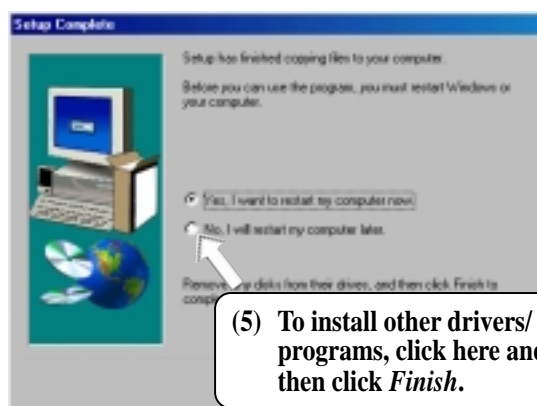 Setup Complete
Setup has finished copying files to your computer.
Before you can use the program, you must restart Windows or
your computer.
Yes, I want to restart my computer now.
No, I will restart my computer later.
Remove any disks from their drives, and then click Finish to
(5) To install other drivers/
programs, click here and
then click Finish.